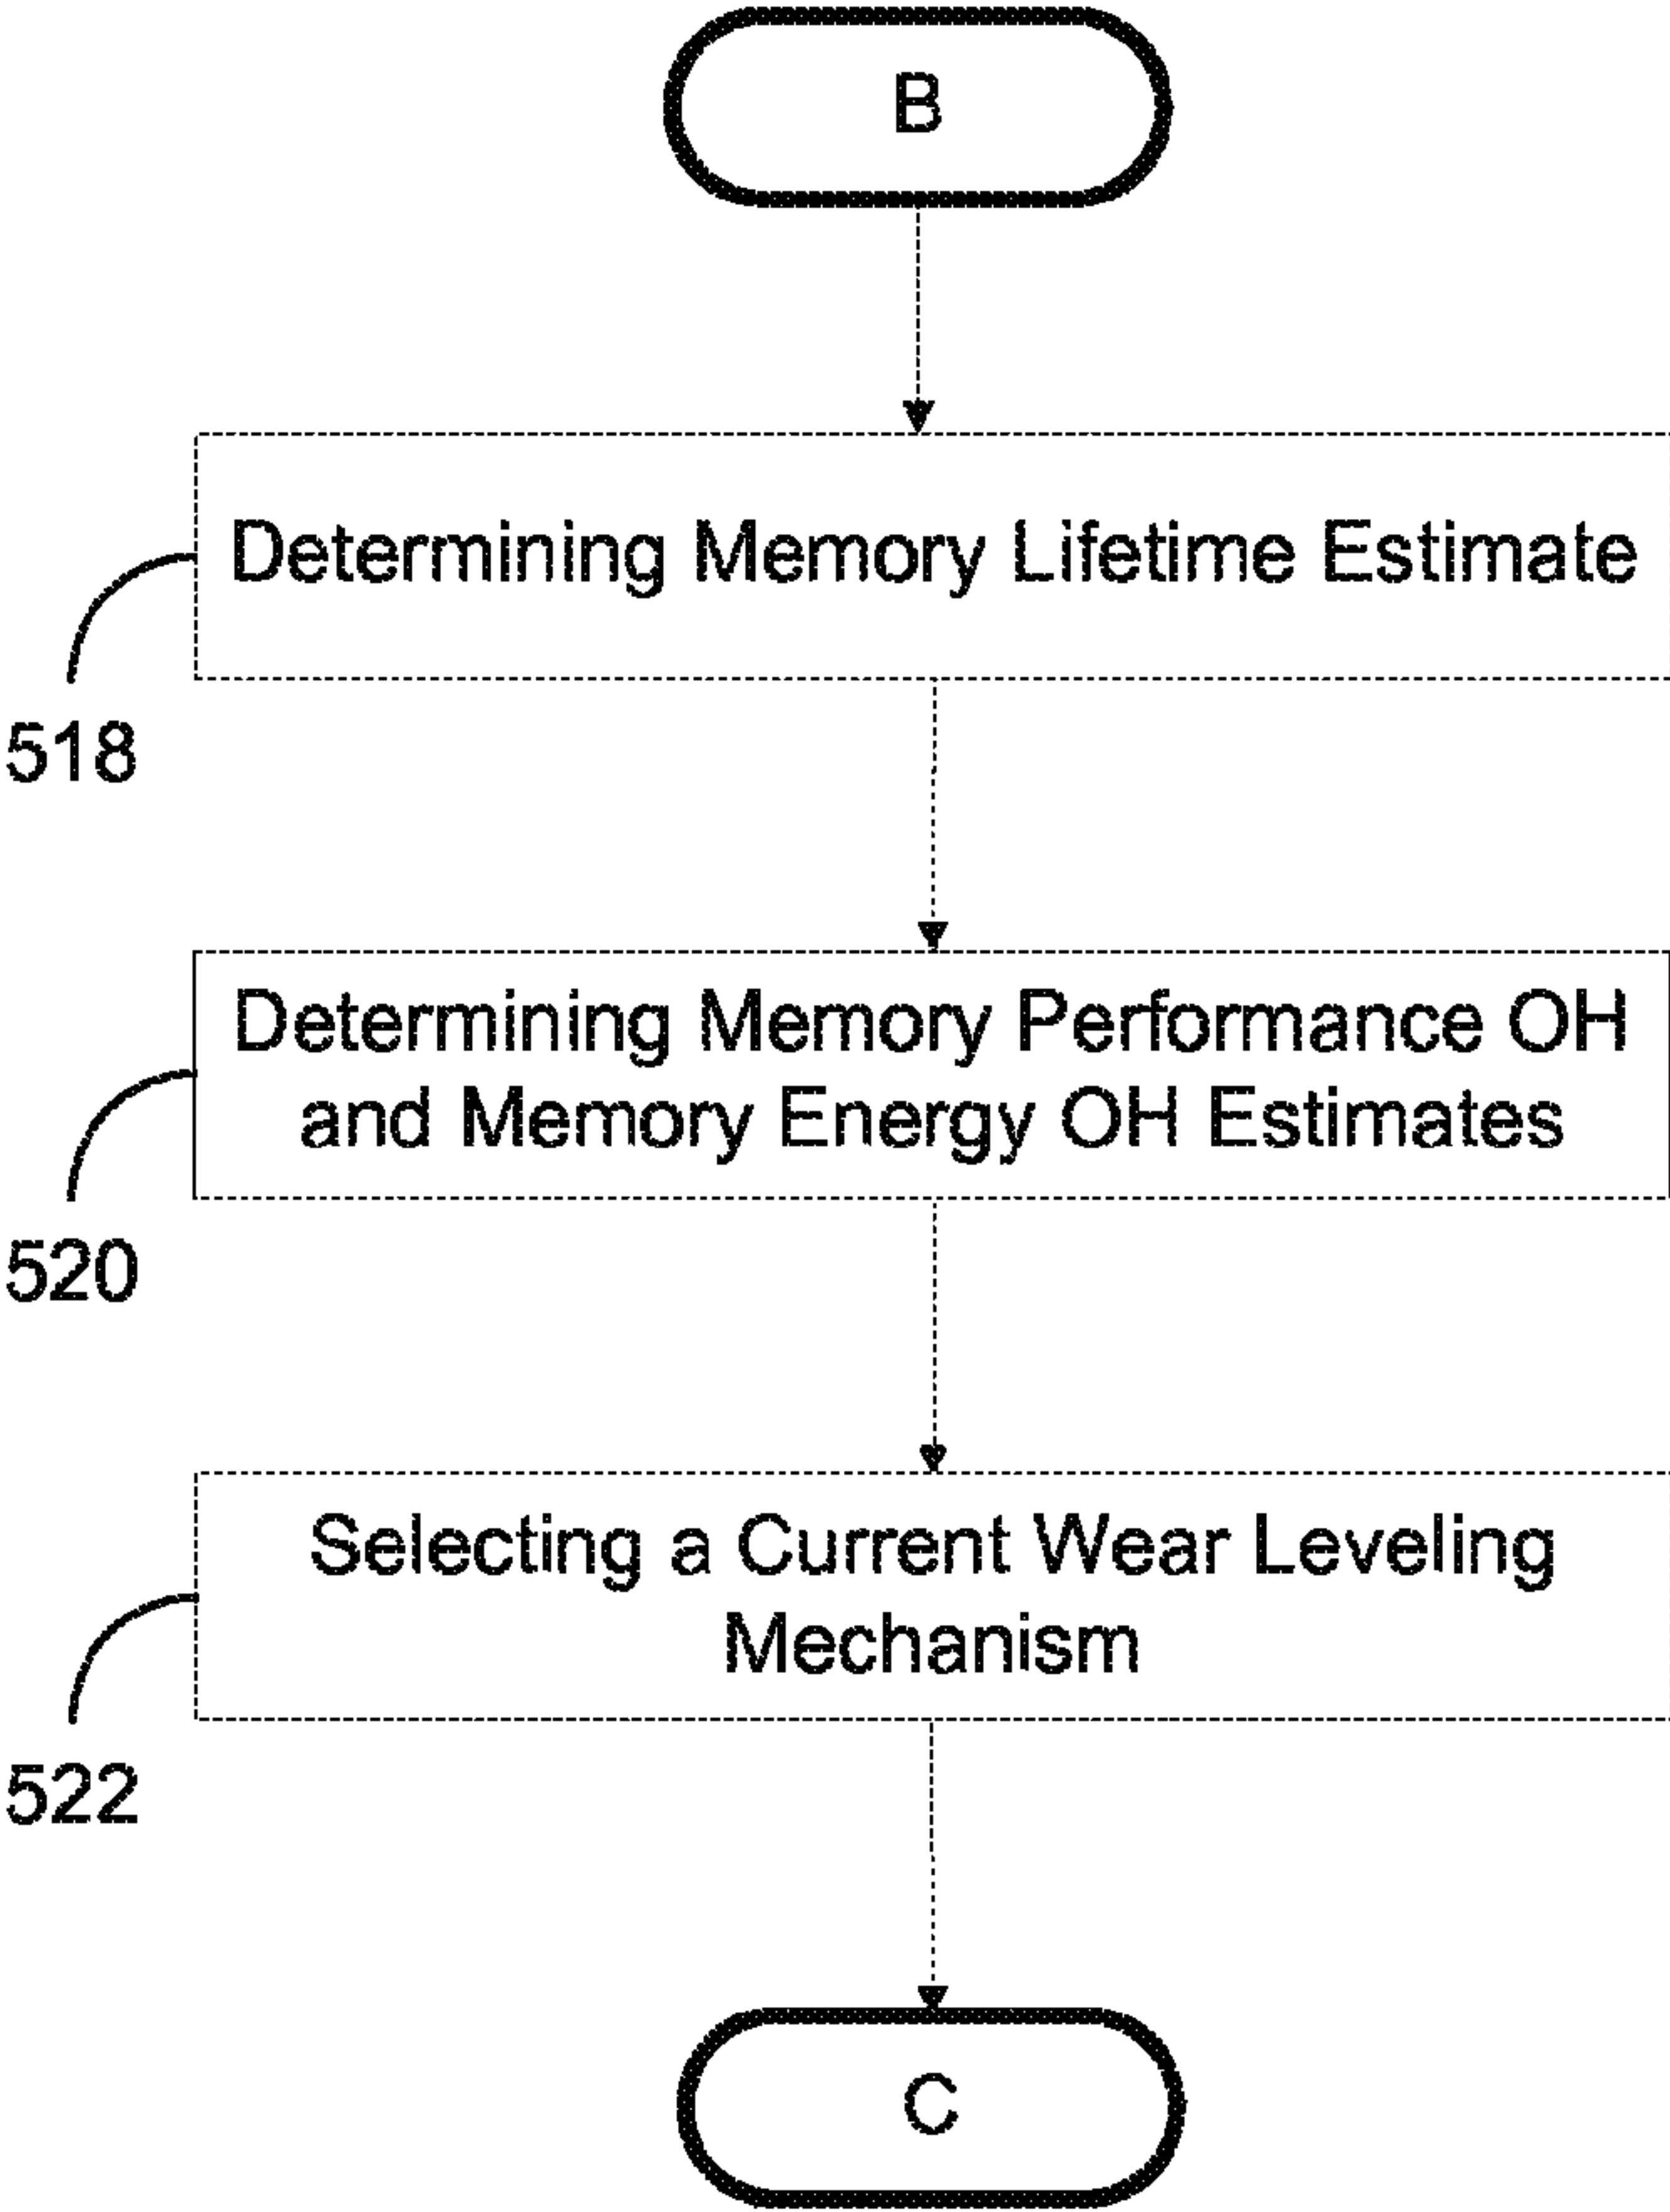 B
Determining Memory Lifetime Estimate
518
Determining Memory Performance OH
and Memory Energy OH Estimates
520
Selecting a Current Wear Leveling
Mechanism
522
C